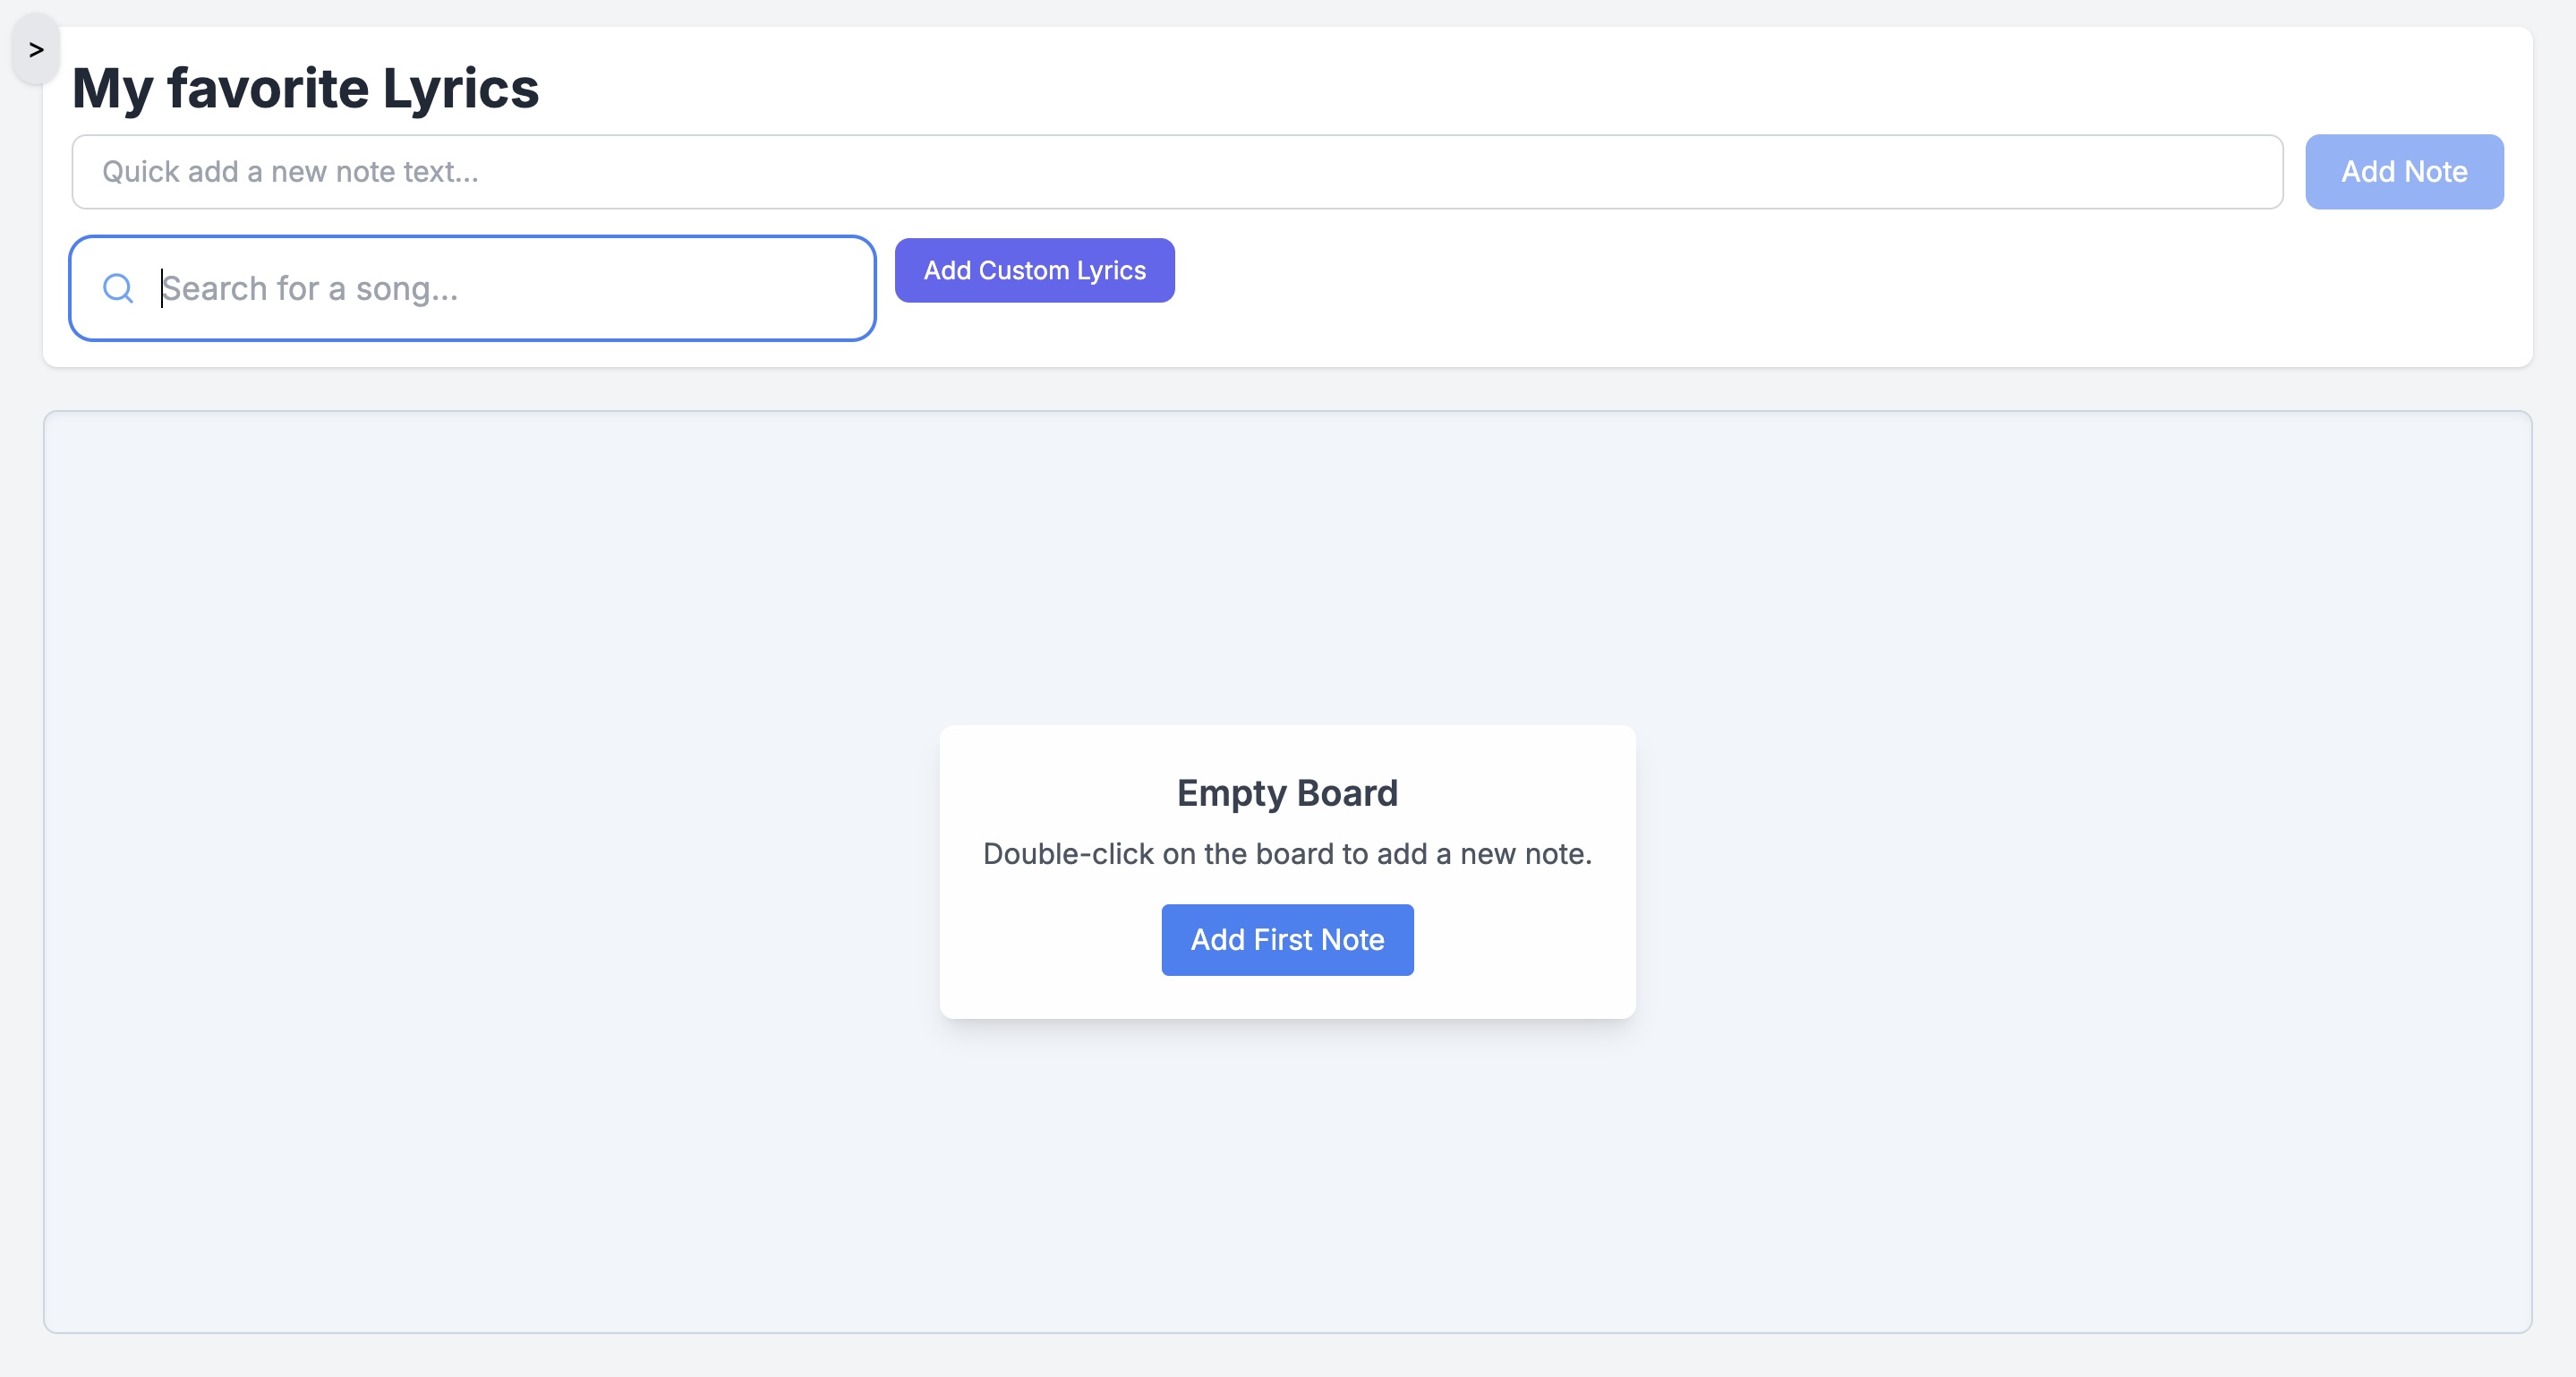 >
My favorite Lyrics
Quick add a new note text...
Add Note
Search for a song...
Add Custom Lyrics
Empty Board
Double-click on the board to add a new note.
Add First Note